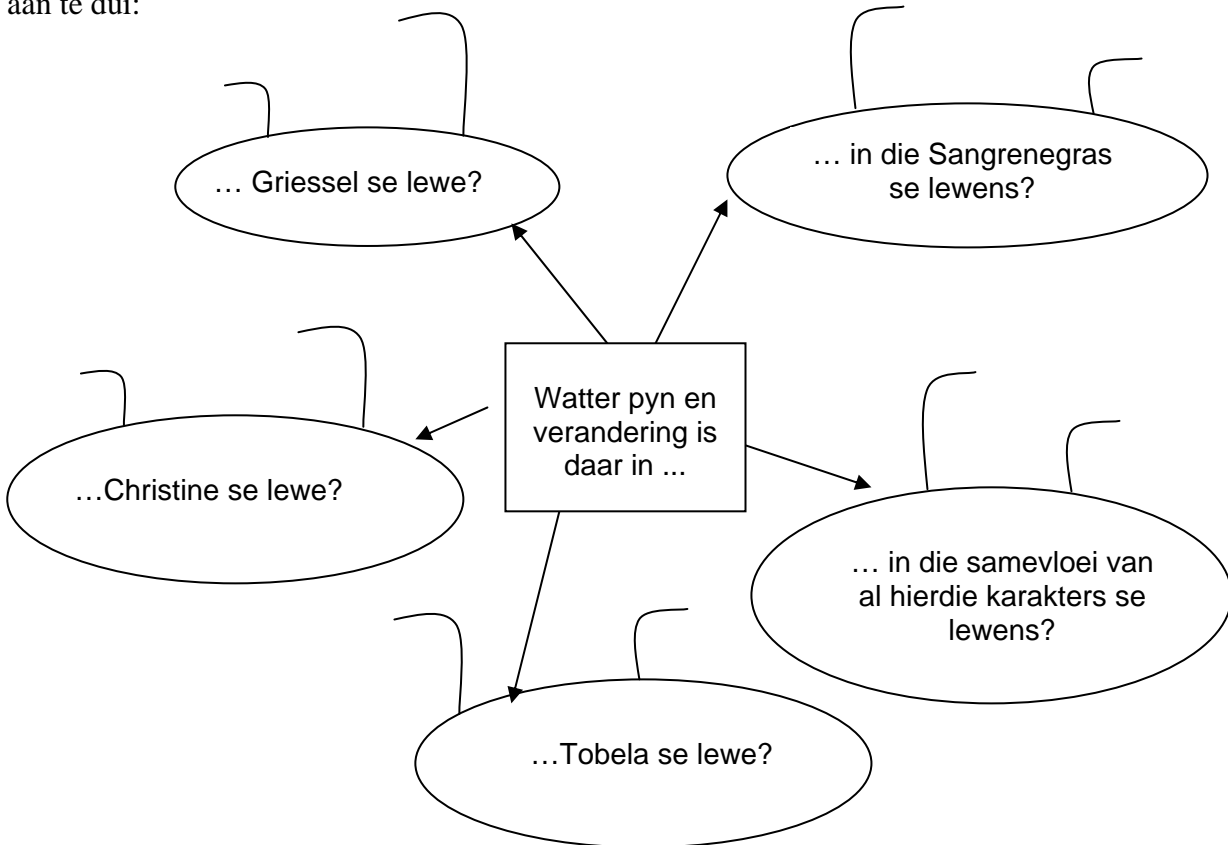 aan te dui:
… Griessel se lewe?
… in die Sangrenegras
se lewens?
Watter pyn en
verandering is
daar in ...
…Christine se lewe?
… in die samevloei van
al hierdie karakters se
lewens?
…Tobela se lewe?